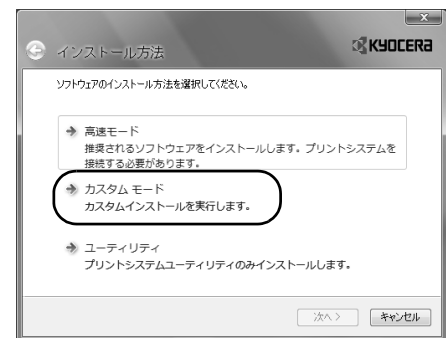 インストール方法
KYOCERA
ソフトウェアのインストール方法を選択してください。
高速モード
推奨されるソフトウェアをインストールします。プリントシステムを
接続する必要があります。
カスタム モード
カスタムインストールを実行します。
ユーティリティ
プリントシステムユーティリティのみインストールします。
次へ >
キャンセル